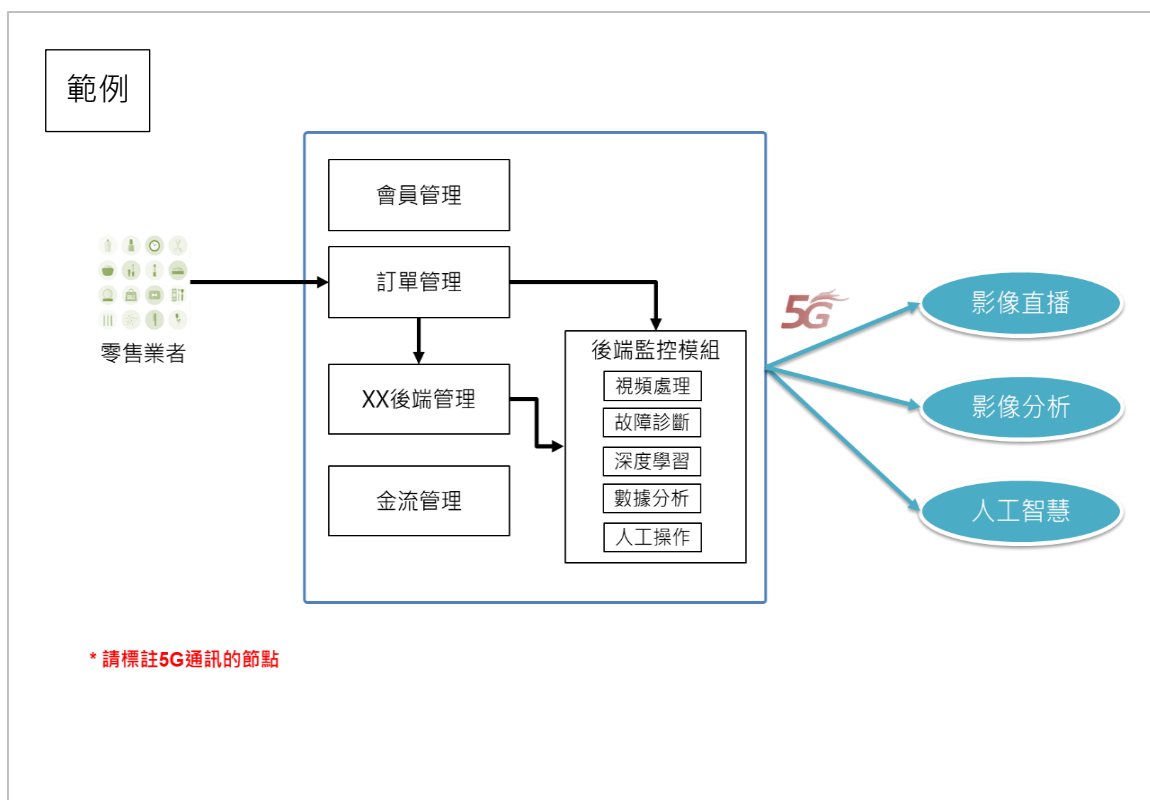 範例
會員管理
訂單管理
零售業者
XX後端管理
金流管理
後端監控模組
視頻處理
故障診斷
深度學習
數據分析
人工操作
5G
影像直播
影像分析
人工智慧
* 請標註5G通訊的節點